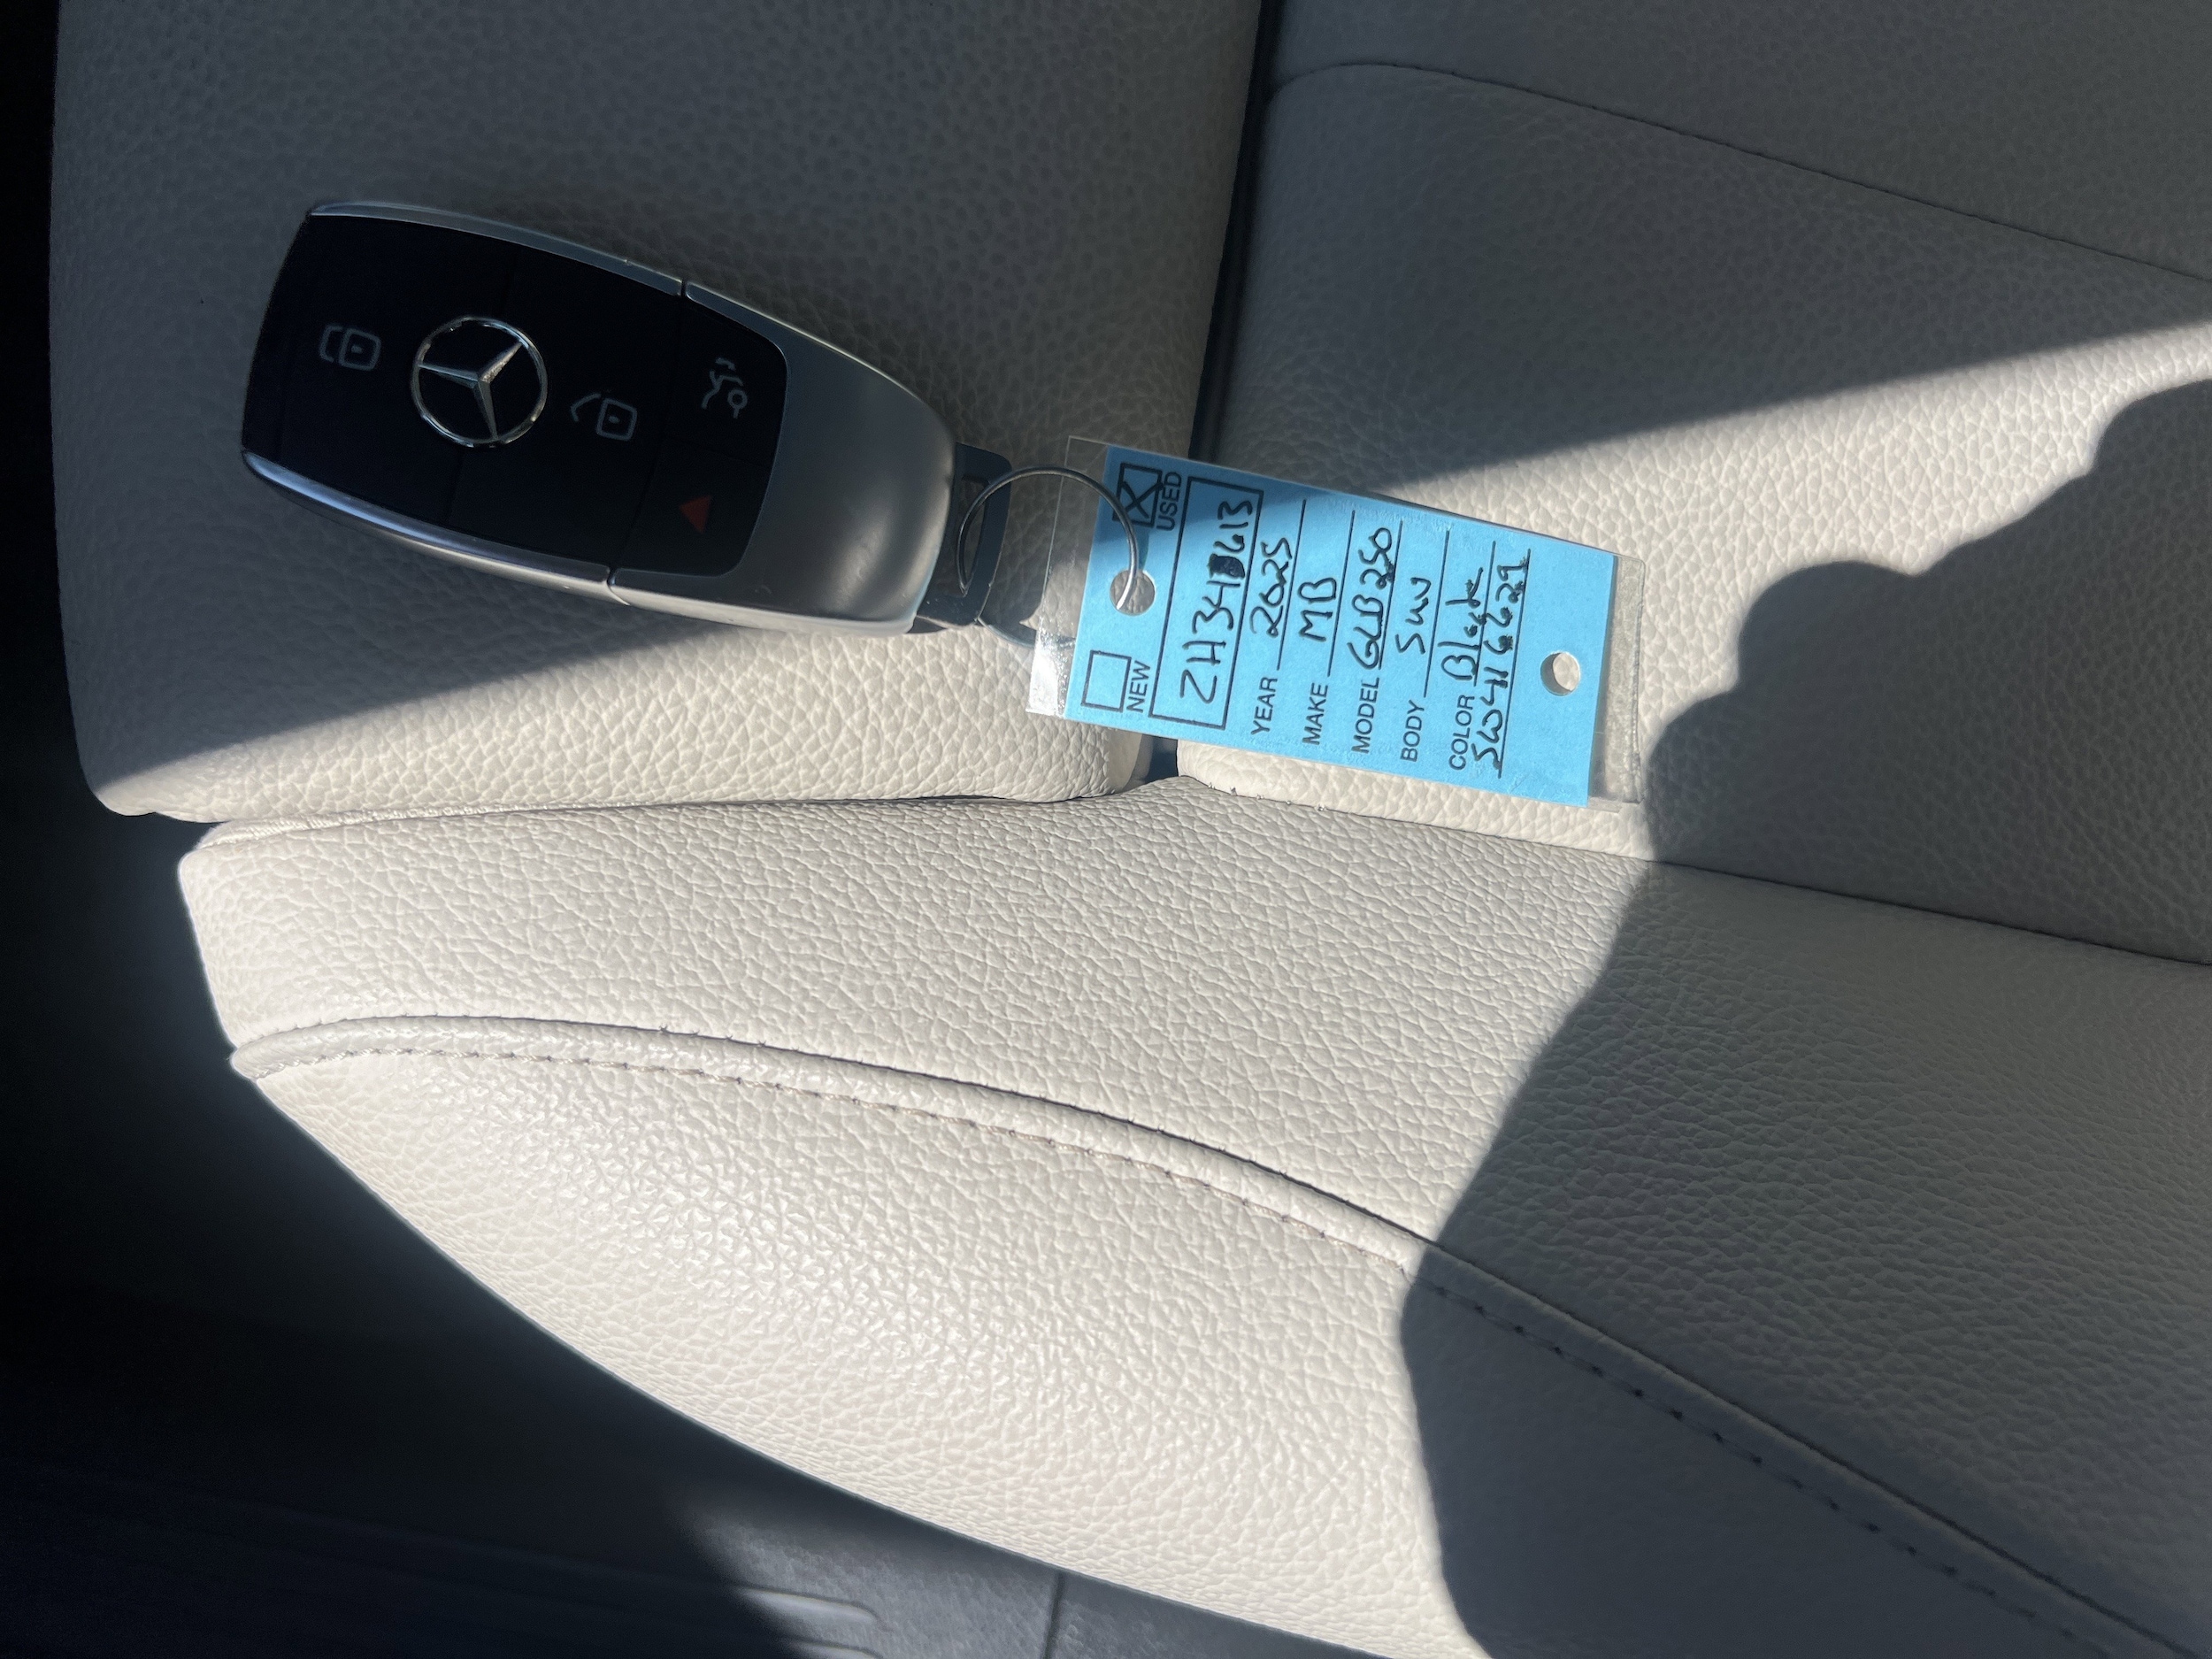 NEW USED
YEAR 2025
MAKE MB
MODEL GLB250
BODY SUV
COLOR Black